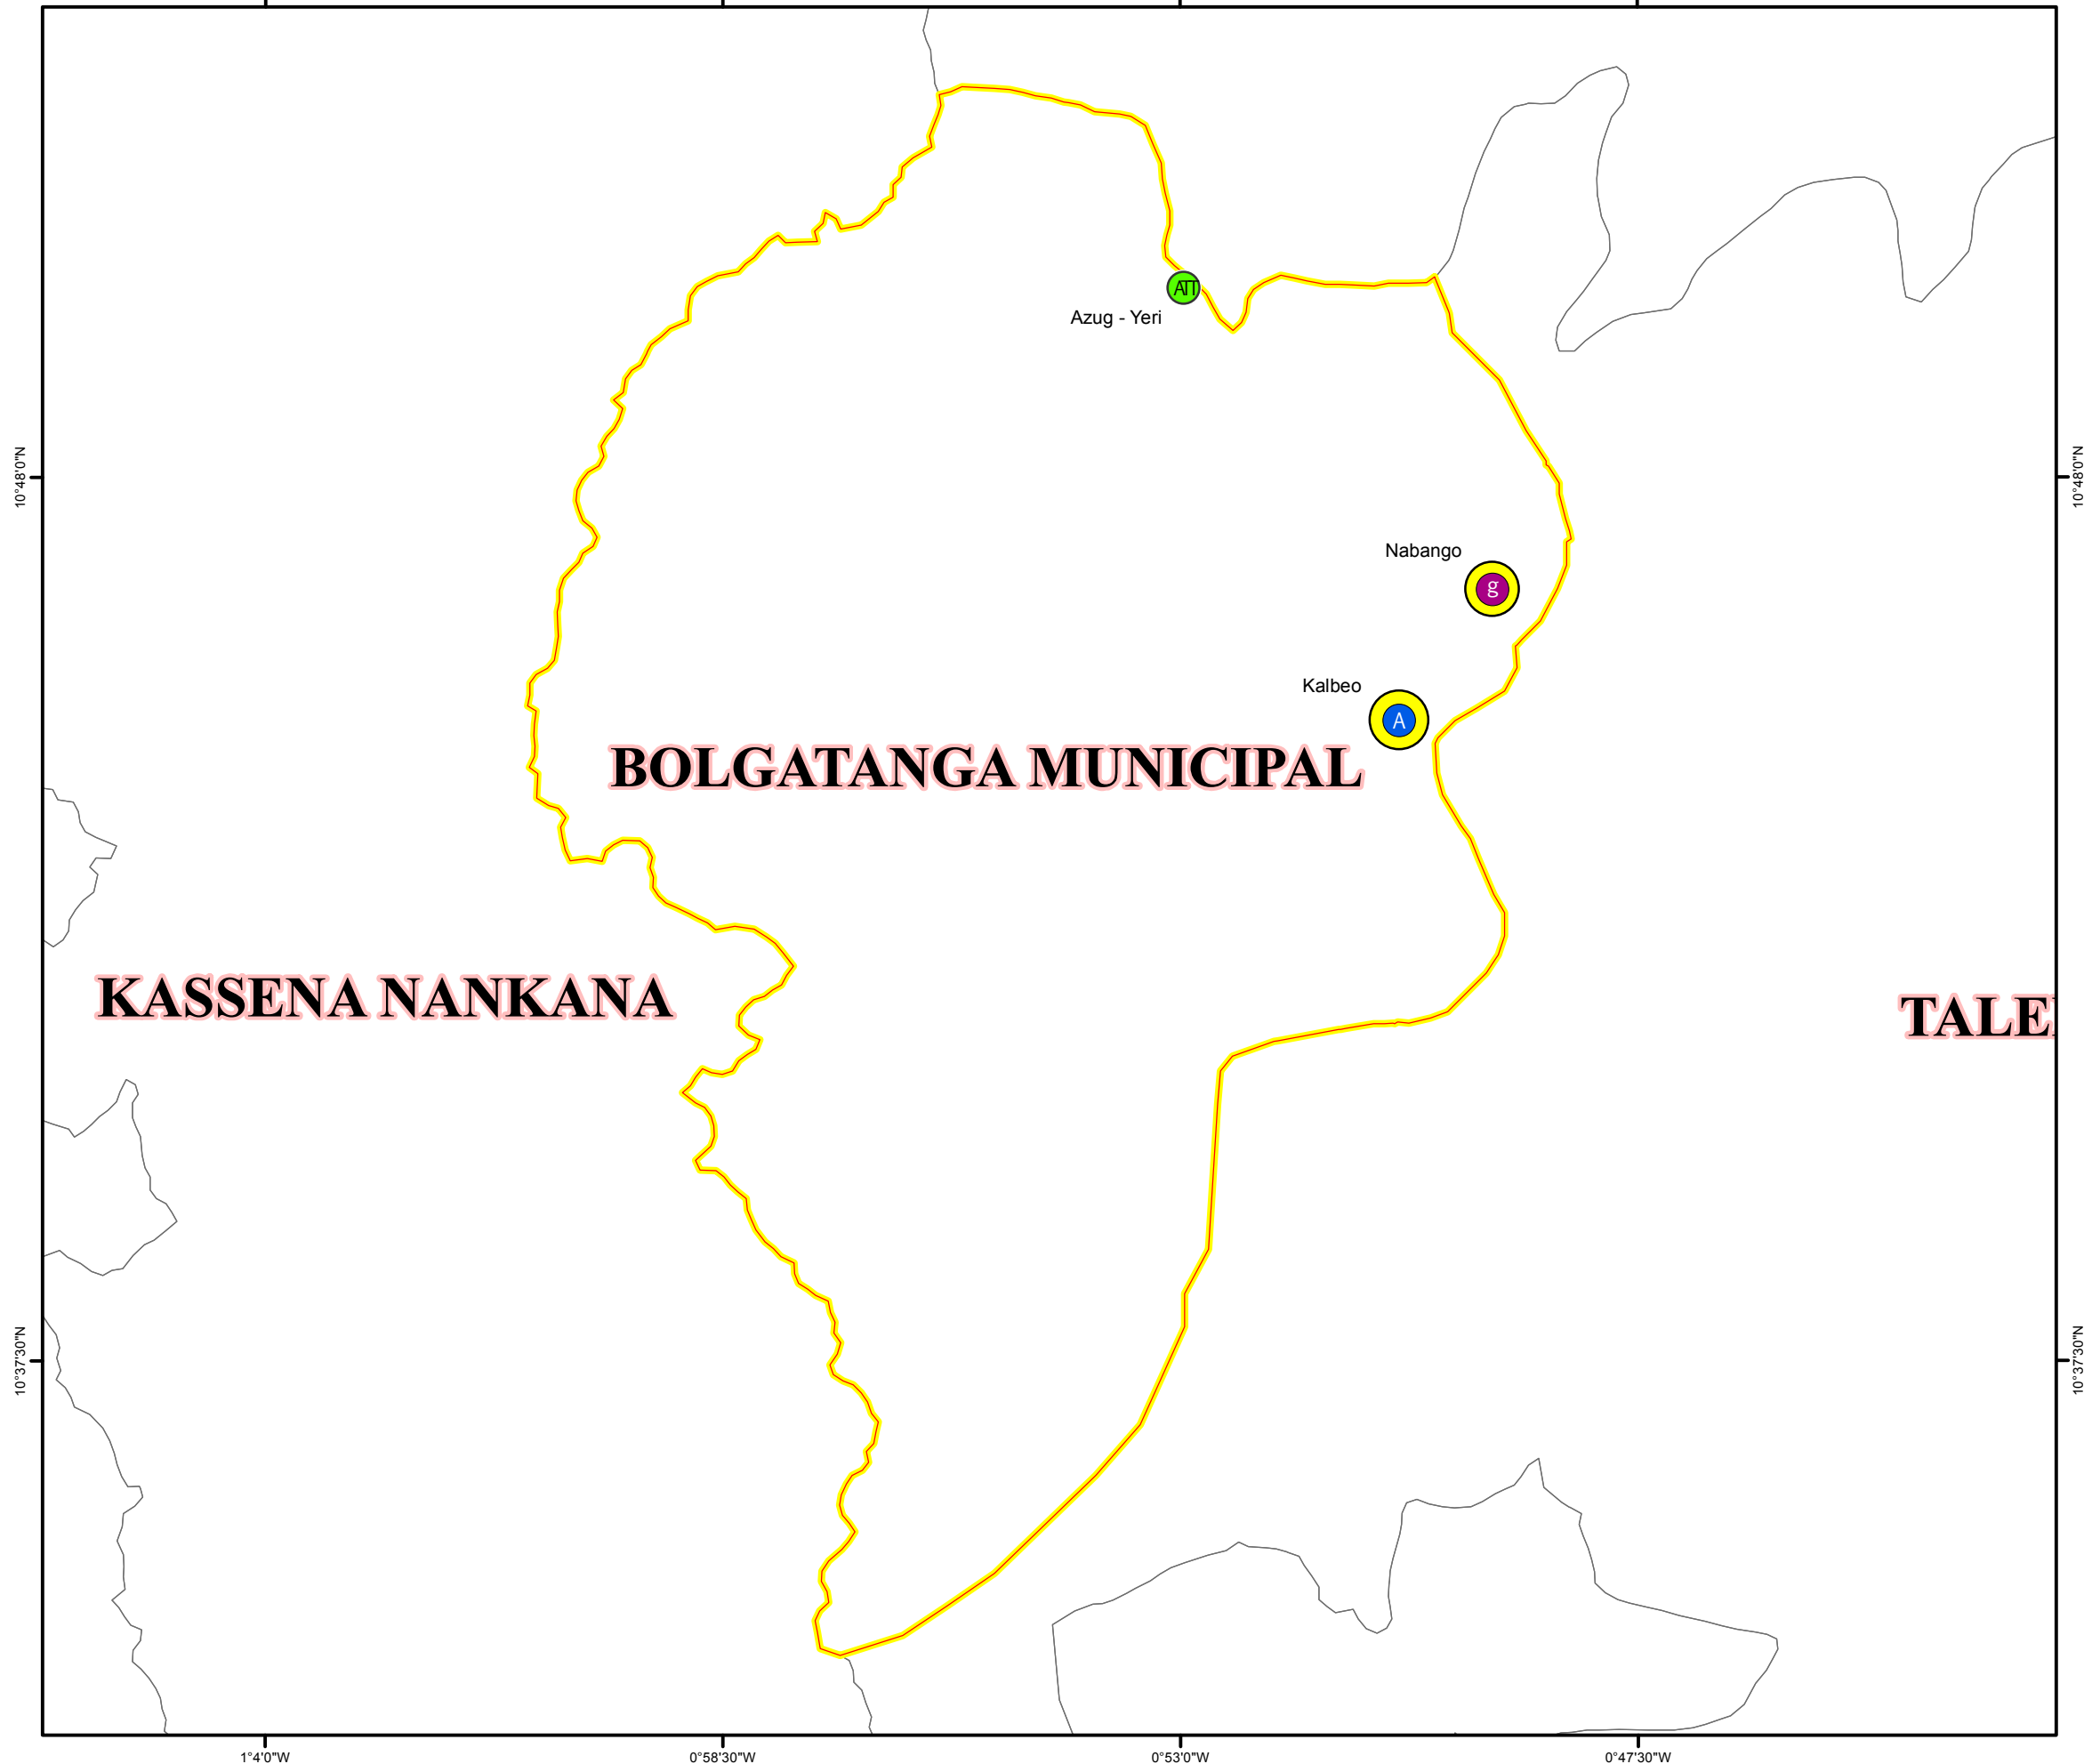 ATT
Azug - Yeri
10°48'0"N
10°48'0"N
Nabango
g
Kalbeo
A
BOLGATANGA MUNICIPAL
KASSENA NANKANA
TALE
10°37'30"N
10°37'30"N
1°4'0"W
0°58'30"W
0°53'0"W
0°47'30"W